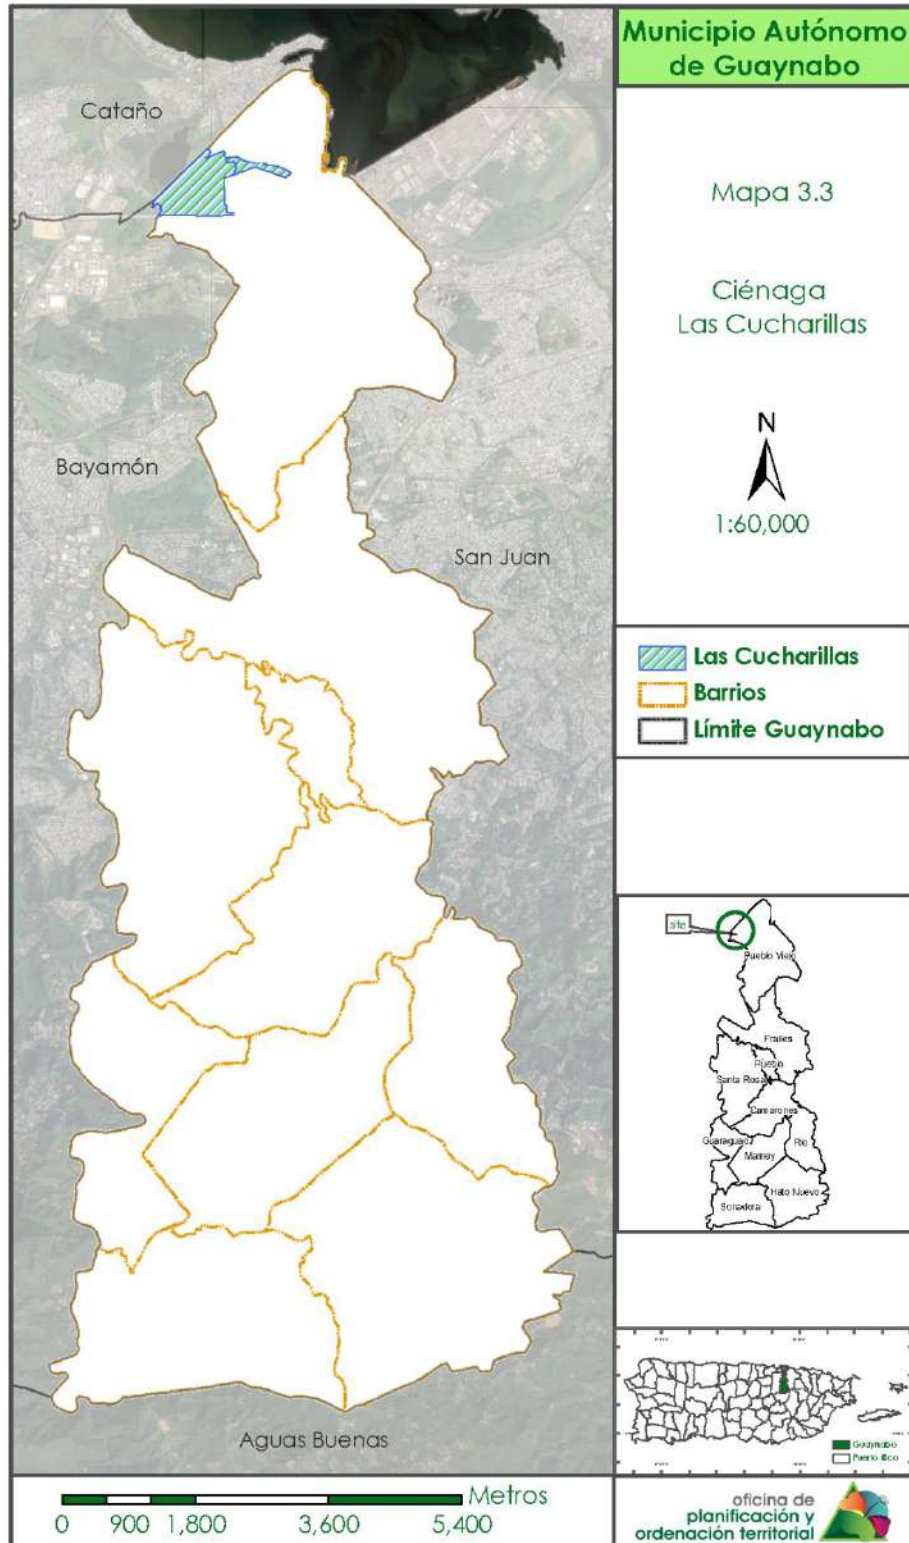 Municipio Autónomo
de Guaynabo
Mapa 3.3
Ciénaga
Las Cucharillas
N
1:60,000
Las Cucharillas
Barrios
Límite Guaynabo
Cataño
Bayamón
San Juan
Aguas Buenas
site
Pueblo Viejo
Frailes
Pueblo
Santa Rosa
Camarones
Guaraguao
Mamey
Río
Hato Nuevo
Sonadora
Guaynabo
Puerto Rico
Metros
0 900 1,800 3,600 5,400
oficina de
planificación y
ordenación territorial